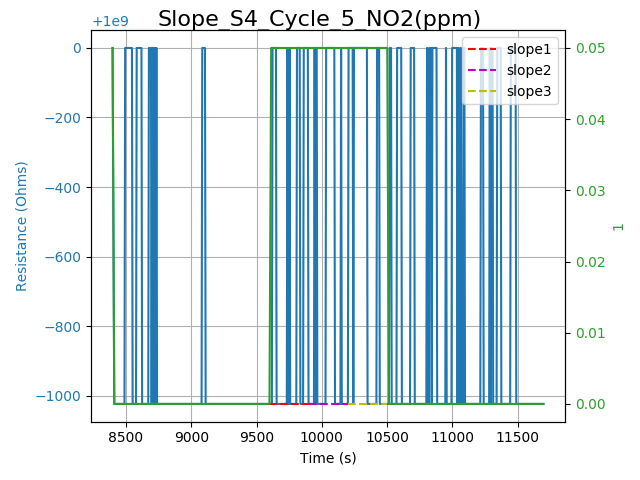 Slope_S4_Cycle_5_NO2(ppm)
+1e9
0
−200
−400
−600
−800
−1000
Resistance (Ohms)
slope1
slope2
slope3
0.05
0.04
0.03
0.02
0.01
0.00
1
8500 9000 9500 10000 10500 11000 11500
Time (s)